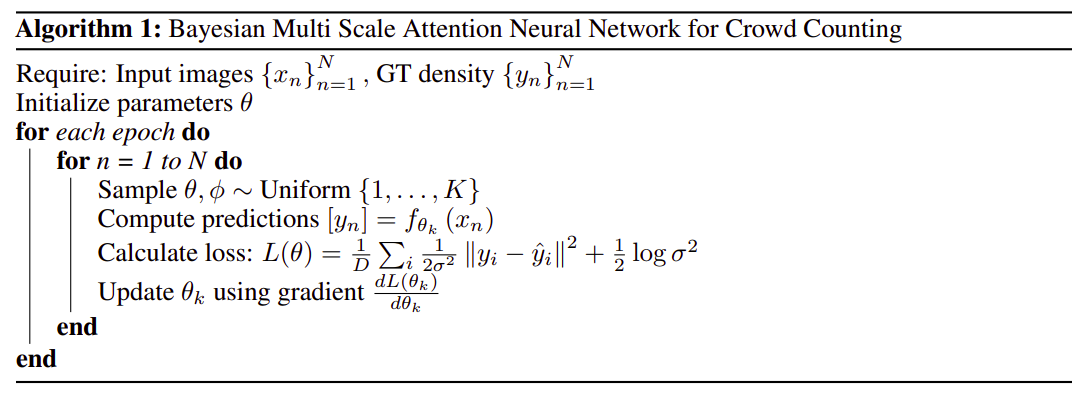 Algorithm 1: Bayesian Multi Scale Attention Neural Network for Crowd Counting
Require: Input images $\{x_n\}_{n=1}^{N}$ , GT density $\{y_n\}_{n=1}^{N}$
Initialize parameters $\theta$
for each epoch do
for n = 1 to N do
Sample $\theta, \phi \sim$ Uniform $\{1, \ldots, K\}$
Compute predictions $[y_n] = f_{\theta_k}(x_n)$
Calculate loss: $L(\theta) = \frac{1}{D} \sum_i \frac{1}{2\sigma^2} \|y_i - \hat{y}_i\|^2 + \frac{1}{2} \log \sigma^2$
Update $\theta_k$ using gradient $\frac{dL(\theta_k)}{d\theta_k}$
end
end